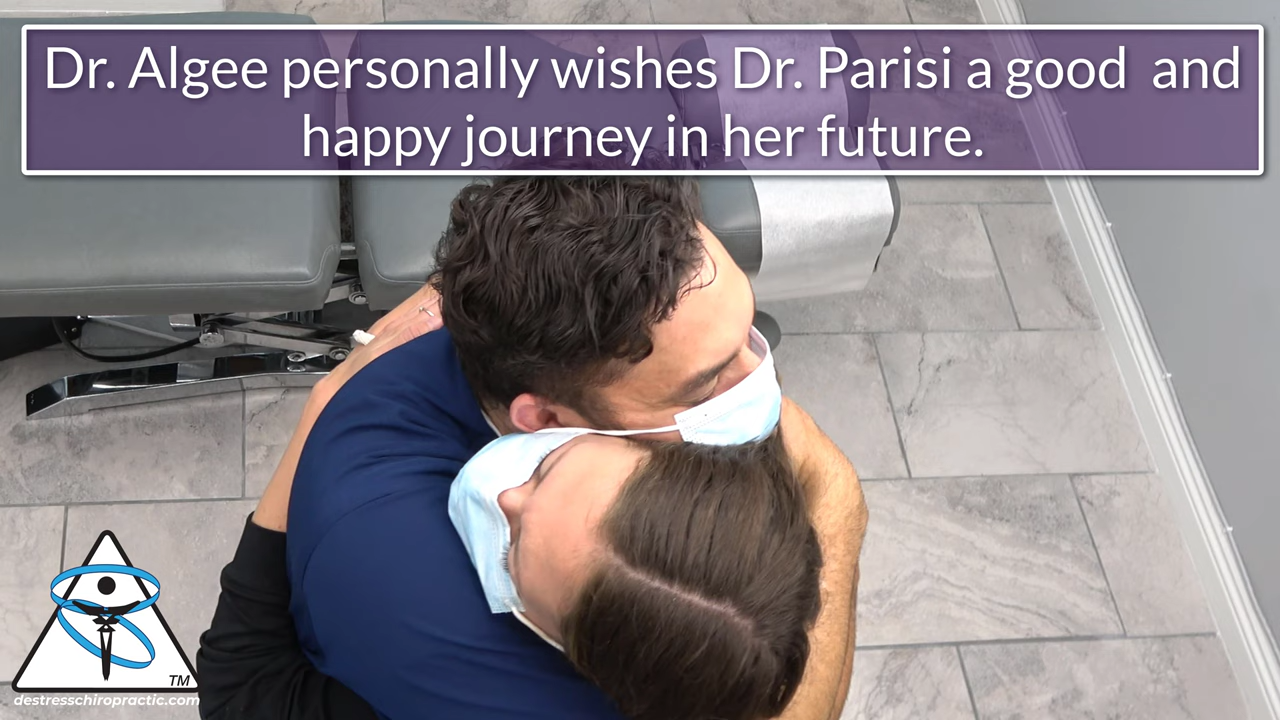 Dr. Algee personally wishes Dr. Parisi a good  and
happy journey in her future.
TM
destresschiropractic.com